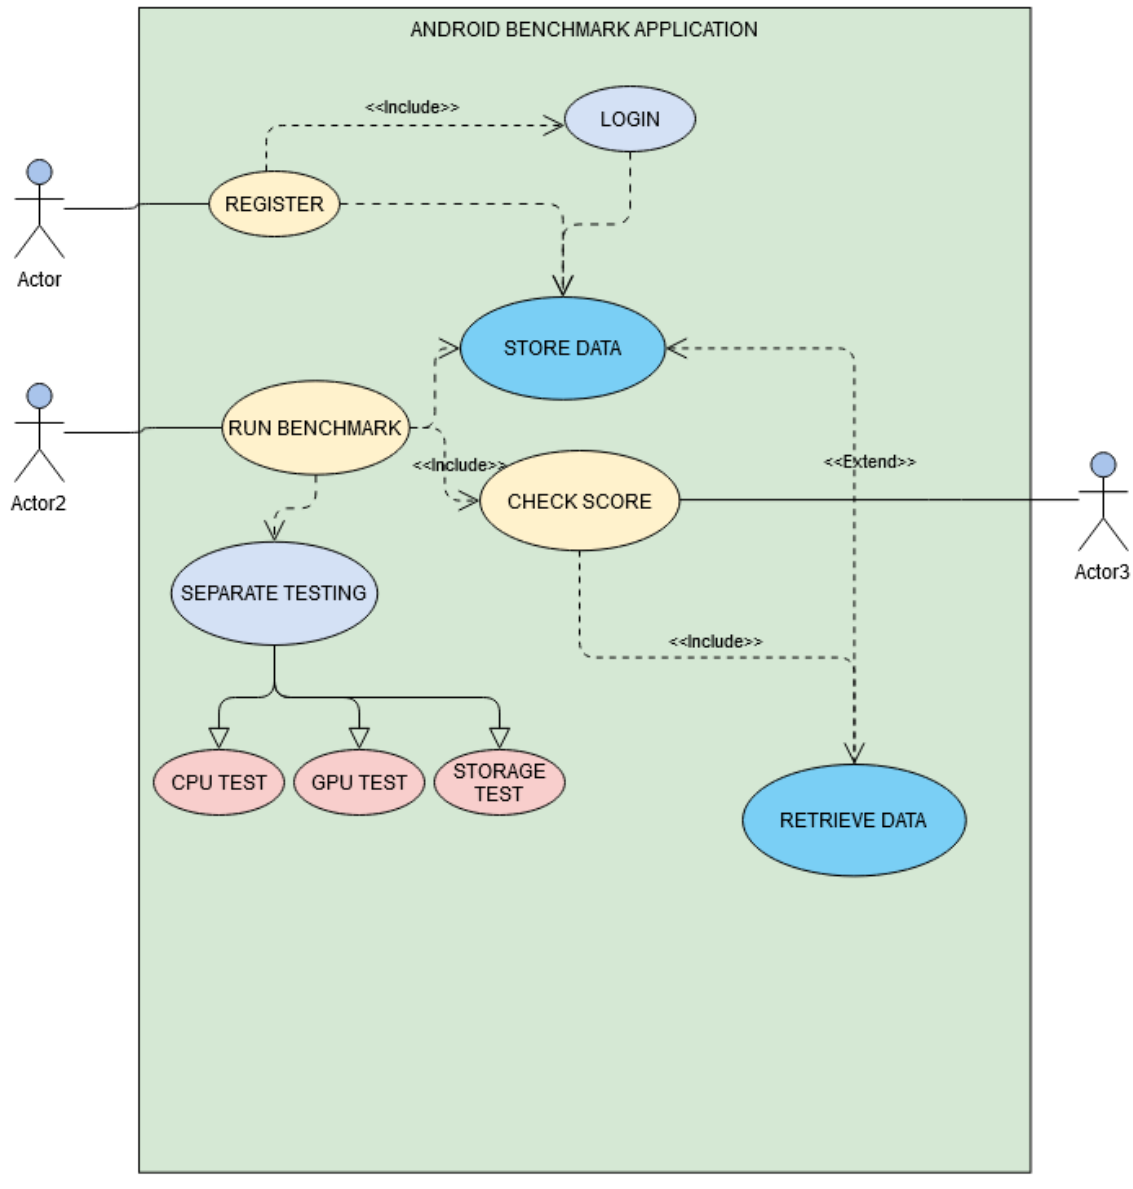 ANDROID BENCHMARK APPLICATION
<<Include>>
LOGIN
REGISTER
Actor
STORE DATA
RUN BENCHMARK
<<Include>>
<<Extend>>
CHECK SCORE
Actor2
Actor3
SEPARATE TESTING
<<Include>>
CPU TEST
GPU TEST
STORAGE
TEST
RETRIEVE DATA